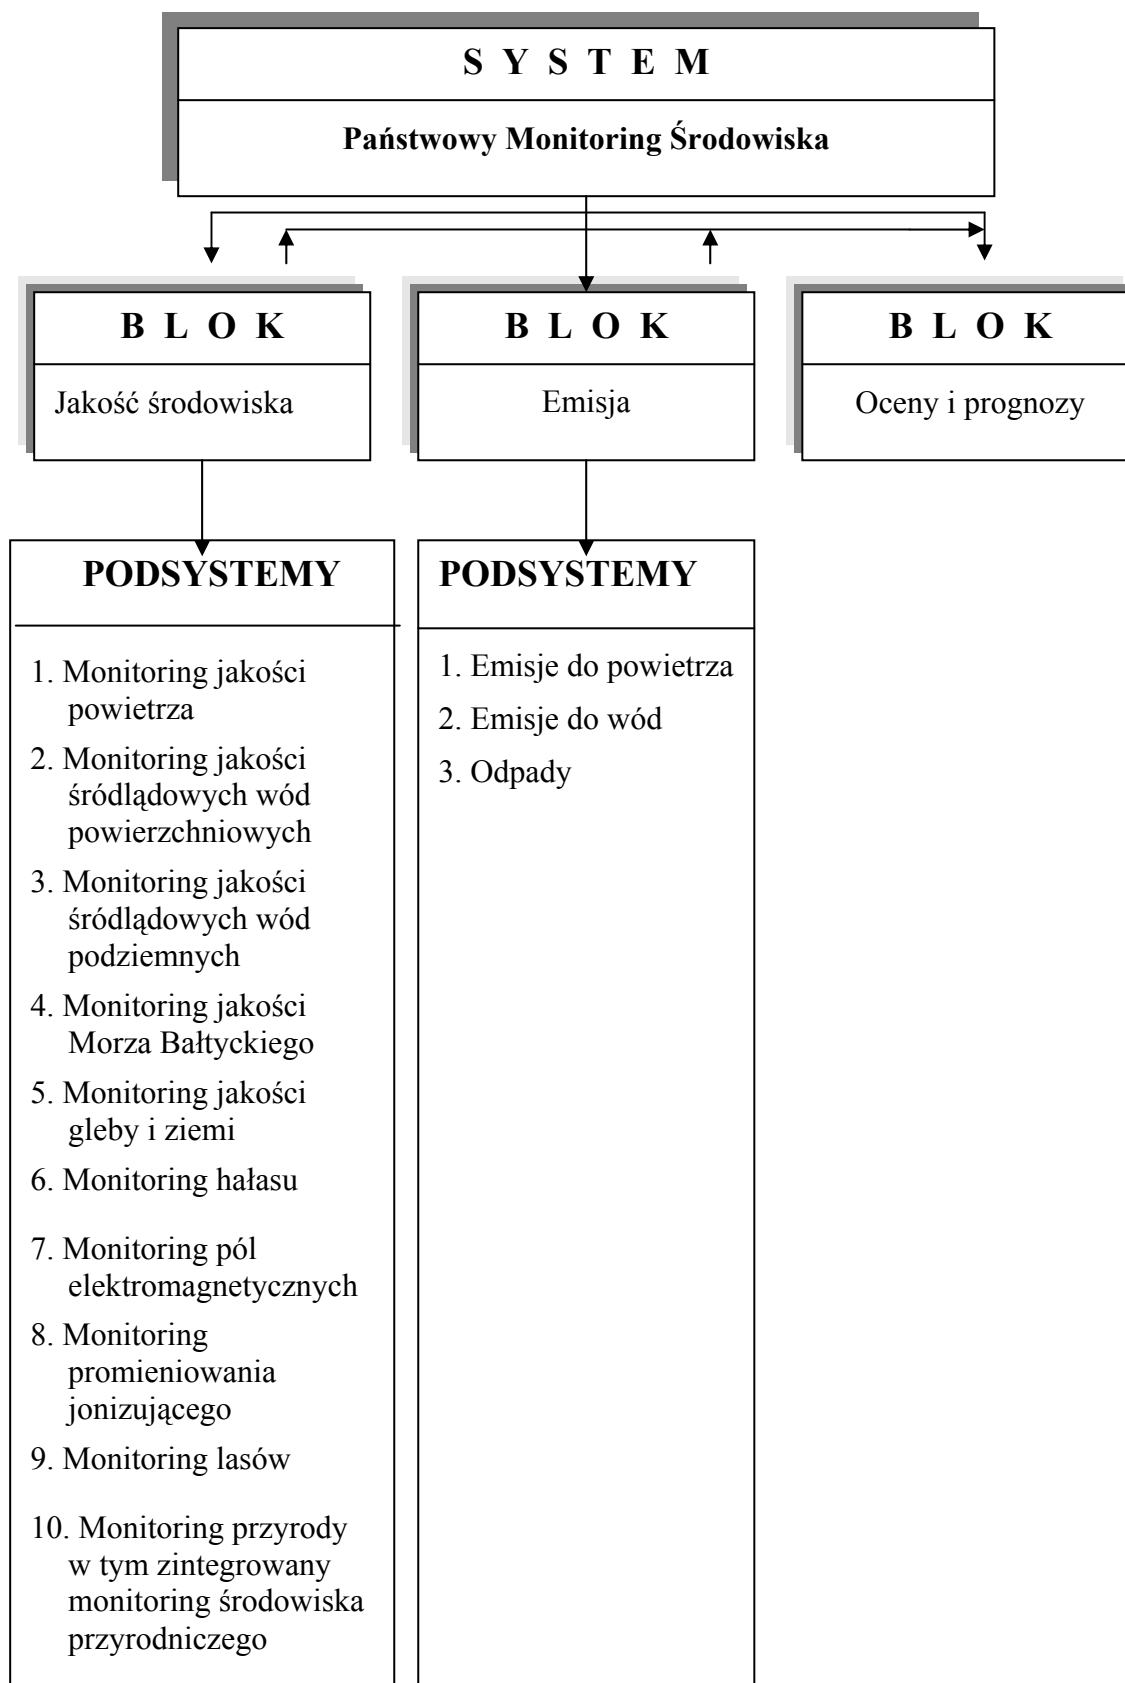 S Y S T E M
Państwowy Monitoring Środowiska
B L O K
Jakość środowiska
B L O K
Emisja
B L O K
Oceny i prognozy
PODSYSTEMY
1. Monitoring jakości
powietrza
2. Monitoring jakości
śródlądowych wód
powierzchniowych
3. Monitoring jakości
śródlądowych wód
podziemnych
4. Monitoring jakości
Morza Bałtyckiego
5. Monitoring jakości
gleby i ziemi
6. Monitoring hałasu
7. Monitoring pól
elektromagnetycznych
8. Monitoring
promieniowania
jonizującego
9. Monitoring lasów
10. Monitoring przyrody
w tym zintegrowany
monitoring środowiska
przyrodniczego
PODSYSTEMY
1. Emisje do powietrza
2. Emisje do wód
3. Odpady